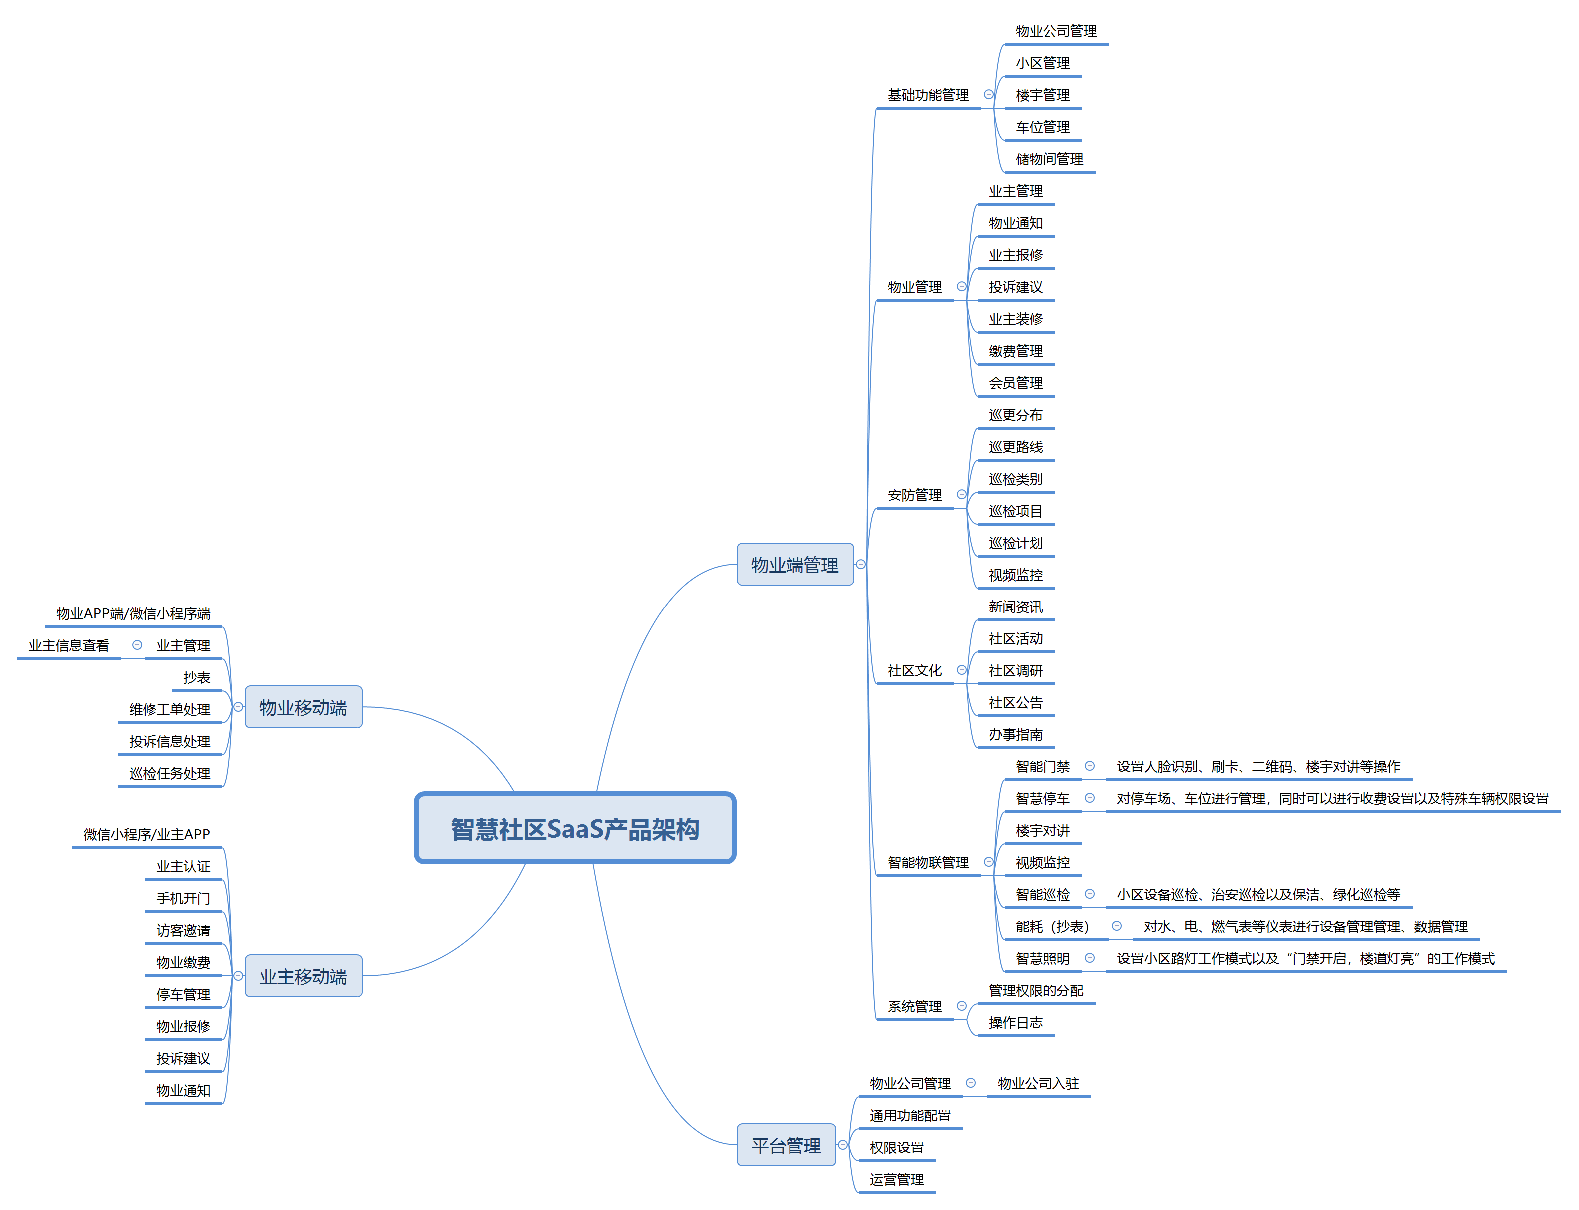 智慧社区SaaS产品架构
物业端管理
基础功能管理
物业公司管理
小区管理
楼宇管理
车位管理
储物间管理
物业管理
业主管理
物业通知
业主报修
投诉建议
业主装修
缴费管理
会员管理
安防管理
巡更分布
巡更路线
巡检类别
巡检项目
巡检计划
视频监控
社区文化
新闻资讯
社区活动
社区调研
社区公告
办事指南
智能物联管理
智能门禁
设置人脸识别、刷卡、二维码、楼宇对讲等操作
智慧停车
对停车场、车位进行管理，同时可以进行收费设置以及特殊车辆权限设置
楼宇对讲
视频监控
智能巡检
小区设备巡检、治安巡检以及保洁、绿化巡检等
能耗（抄表）
对水、电、燃气表等仪表进行设备管理管理、数据管理
智慧照明
设置小区路灯工作模式以及“门禁开启，楼道灯亮”的工作模式
系统管理
管理权限的分配
操作日志
平台管理
物业公司管理
物业公司入驻
通用功能配置
权限设置
运营管理
物业移动端
物业APP端/微信小程序端
业主管理
业主信息查看
抄表
维修工单处理
投诉信息处理
巡检任务处理
业主移动端
微信小程序/业主APP
业主认证
手机开门
访客邀请
物业缴费
停车管理
物业报修
投诉建议
物业通知